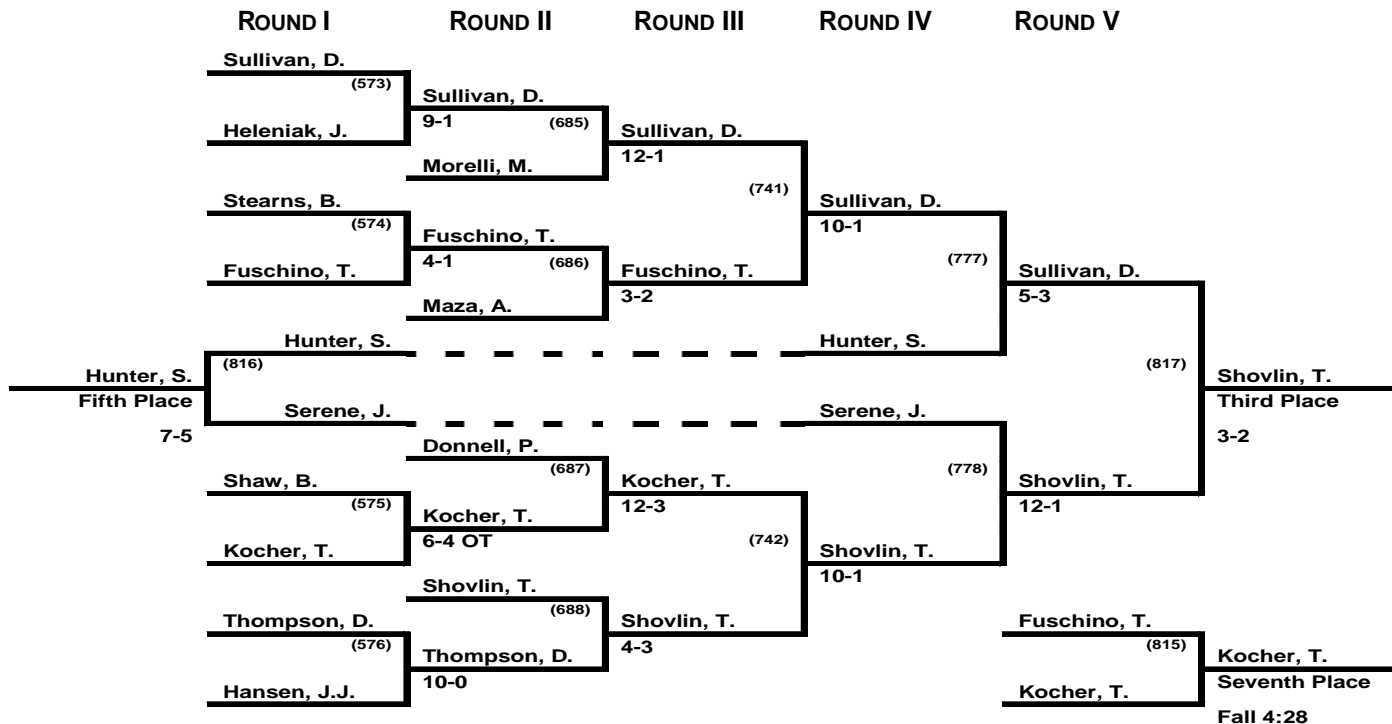 ROUND I ROUND II ROUND III ROUND IV ROUND V
Sullivan, D.
(573)
Sullivan, D.
9-1
(685)
Heleniak, J.
Sullivan, D.
12-1
Morelli, M.
(741)
Stearns, B.
(574)
Sullivan, D.
10-1
Fuschino, T.
4-1
(686)
(777)
Fuschino, T.
Fuschino, T.
3-2
Sullivan, D.
5-3
Maza, A.
Hunter, S.
Hunter, S.
(816)
(817)
Hunter, S.
Fifth Place
7-5
Shovlin, T.
Third Place
3-2
Serene, J.
Serene, J.
Donnell, P.
(687)
(778)
Shaw, B.
(575)
Kocher, T.
12-3
Shovlin, T.
12-1
Kocher, T.
6-4 OT
(742)
Kocher, T.
Shovlin, T.
10-1
Shovlin, T.
(688)
Thompson, D.
(576)
Shovlin, T.
4-3
Fuschino, T.
(815)
Thompson, D.
10-0
Kocher, T.
Seventh Place
Fall 4:28
Hansen, J.J.
Kocher, T.